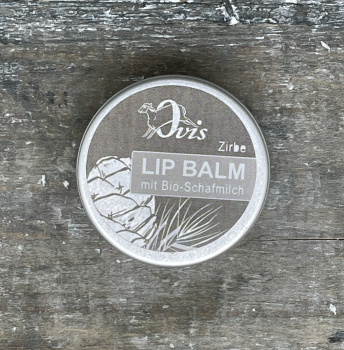 Ovis
Zirbe
LIP BALM
mit Bio-Schafmilch